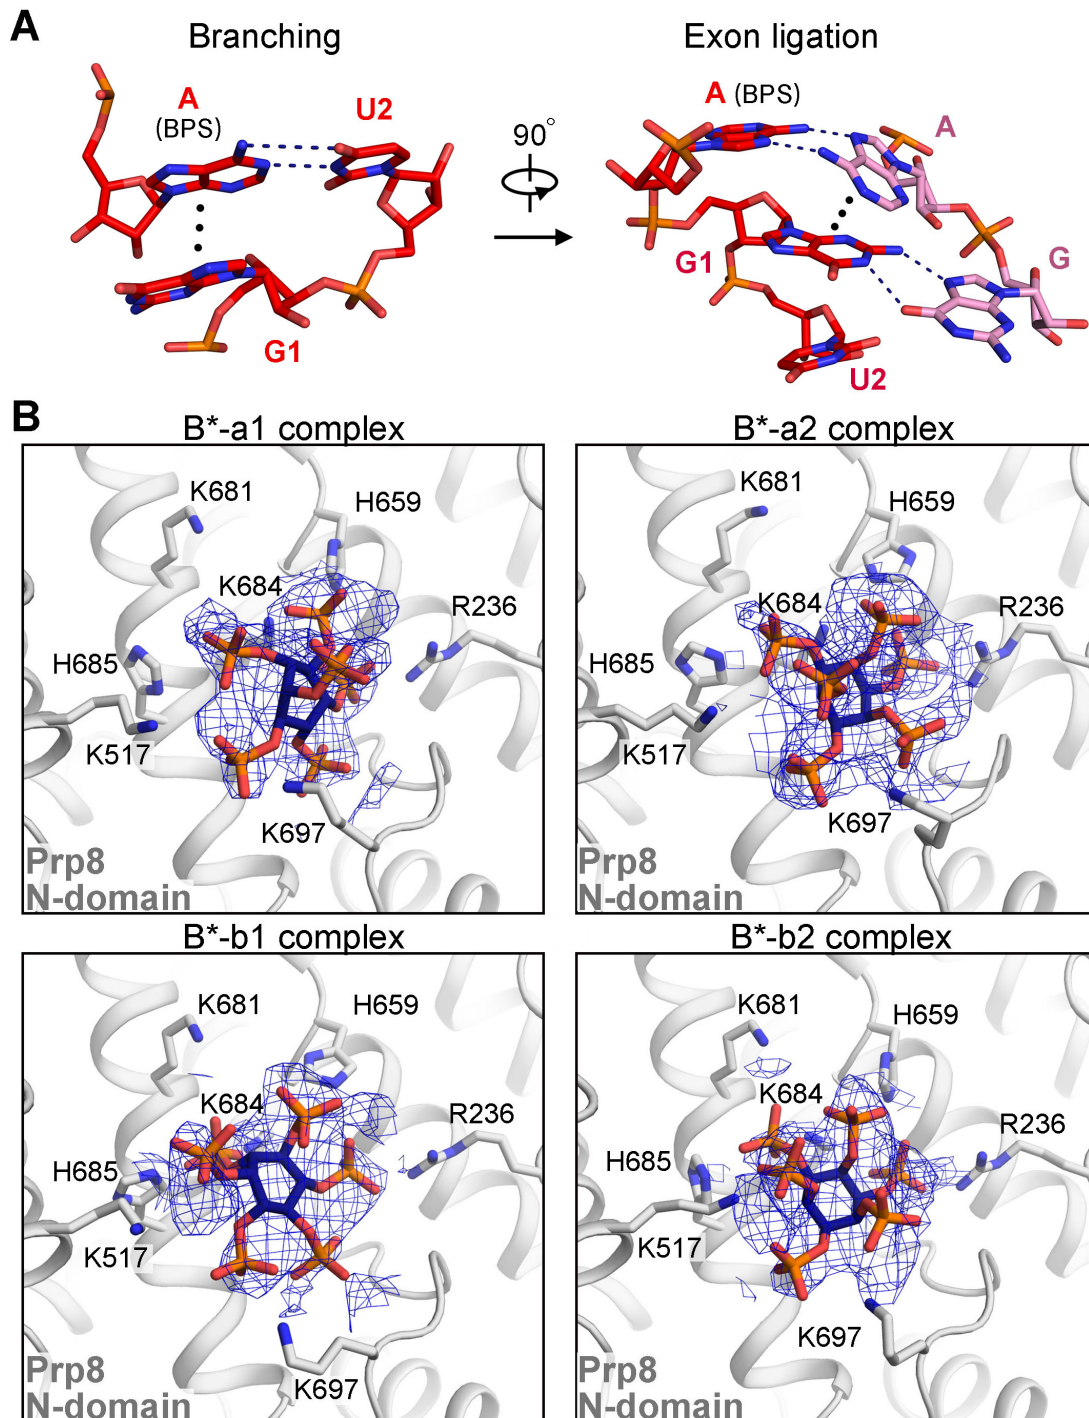 A
Branching
Exon ligation
A
(BPS)
U2
G1
90°
A (BPS)
A
G1
G
U2
B
B*-a1 complex
K681
H659
K684
R236
H685
K517
K697
Prp8
N-domain
B*-a2 complex
K681
H659
K684
R236
H685
K517
K697
Prp8
N-domain
B*-b1 complex
K681
H659
K684
R236
H685
K517
K697
Prp8
N-domain
B*-b2 complex
K681
H659
K684
R236
H685
K517
K697
Prp8
N-domain